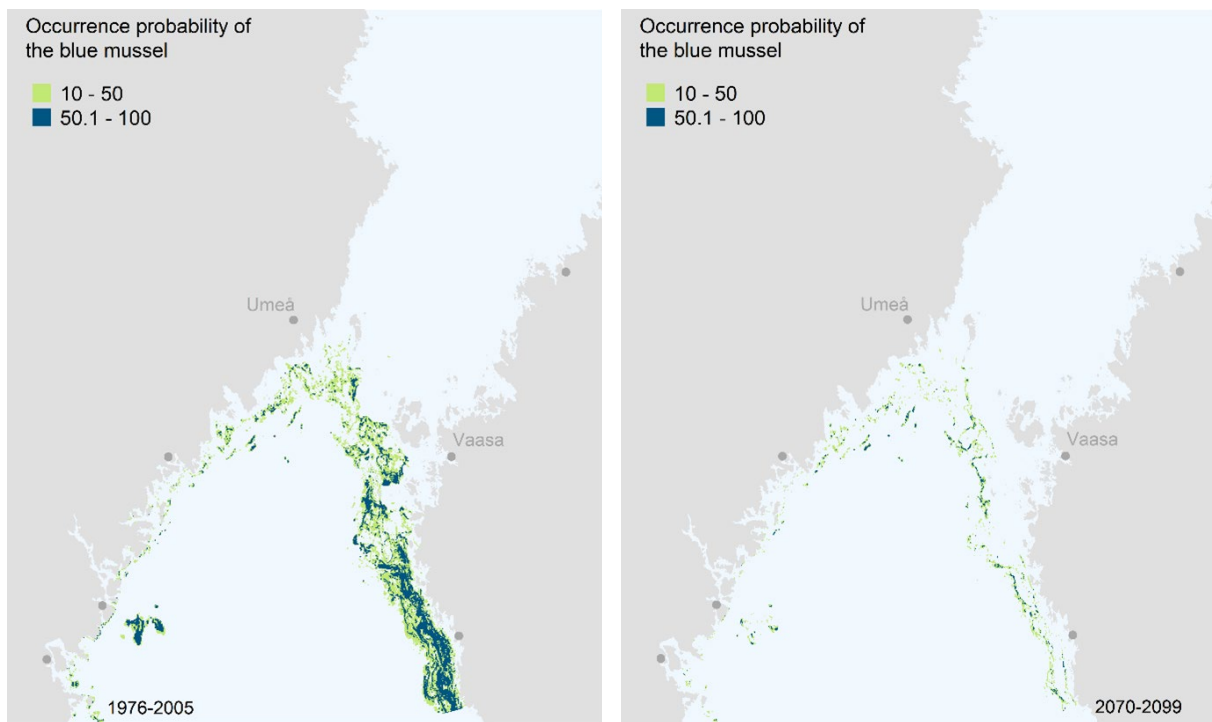 Occurrence probability of
the blue mussel
10 - 50
50.1 - 100
Umeå
Vaasa
1976-2005
Occurrence probability of
the blue mussel
10 - 50
50.1 - 100
Umeå
Vaasa
2070-2099